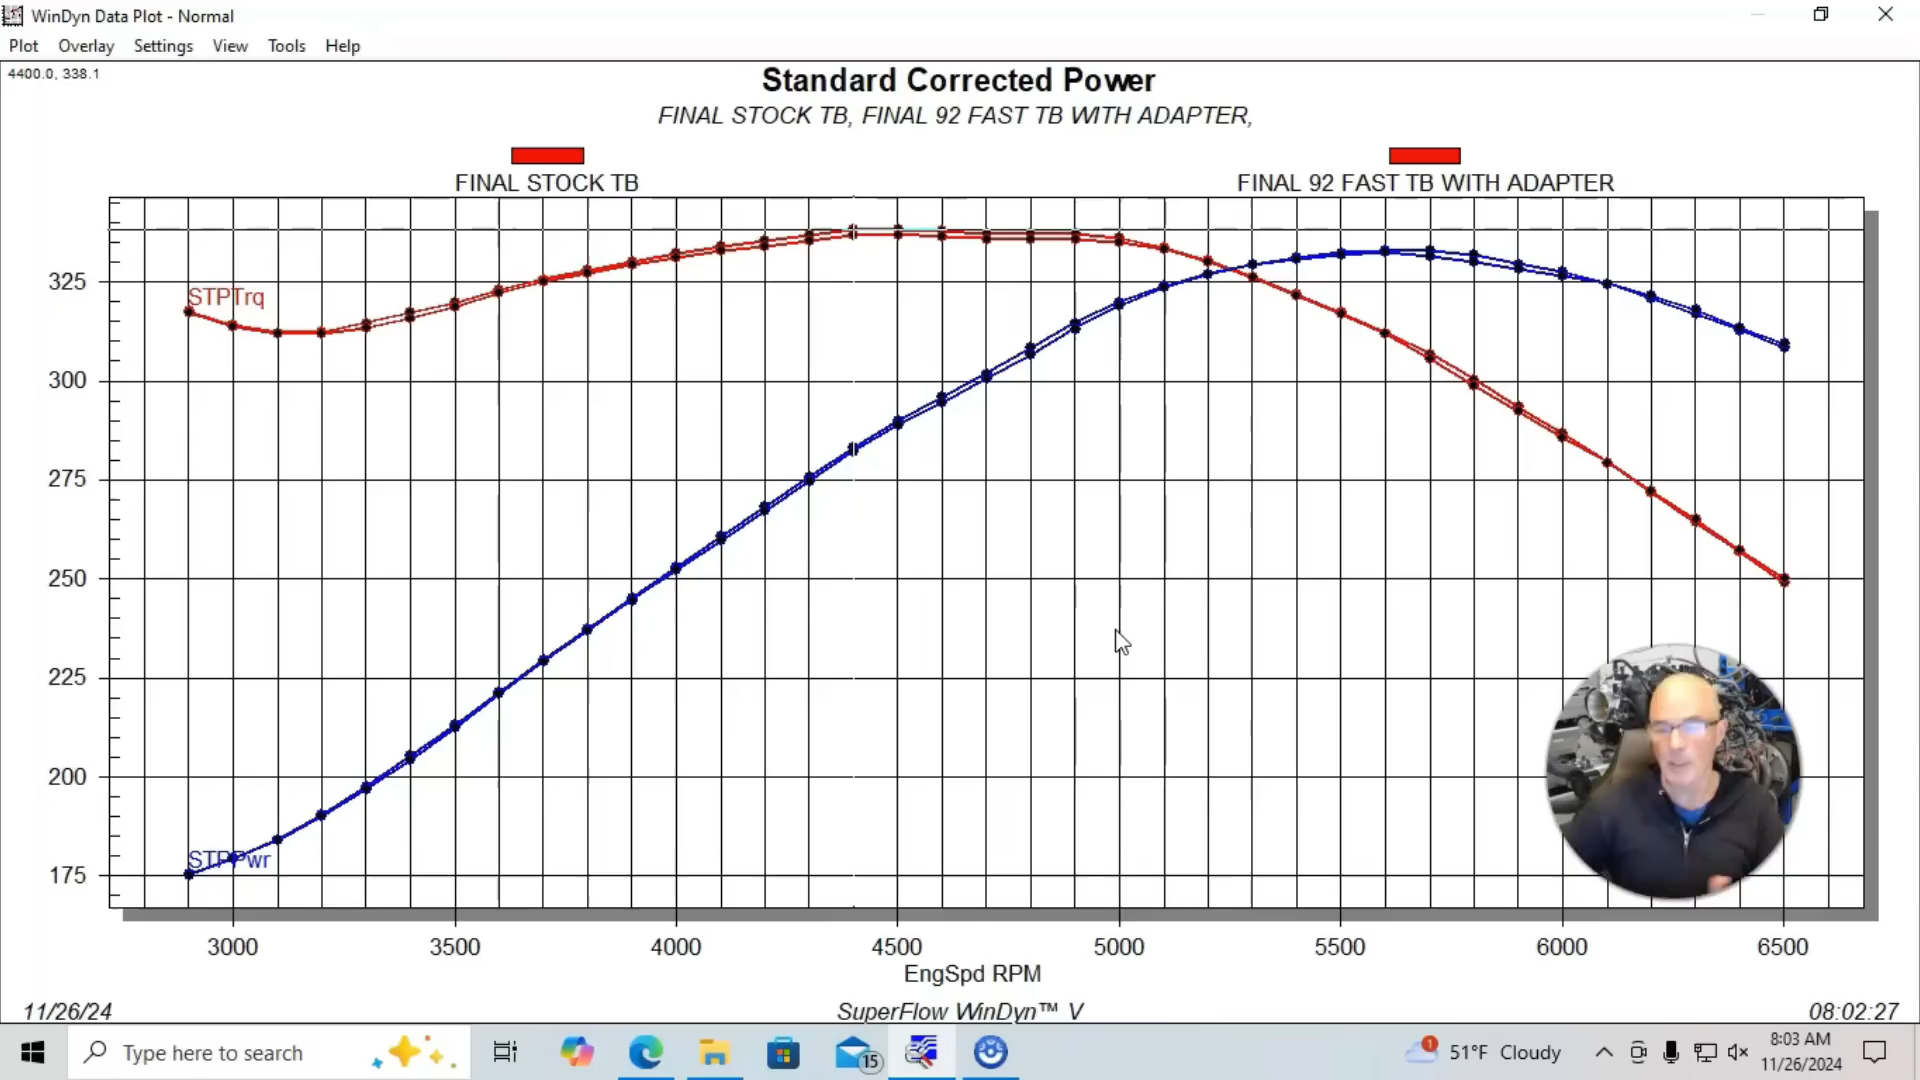 WinDyn Data Plot - Normal
Plot Overlay Settings View Tools Help
4400.0, 338.1
Standard Corrected Power
FINAL STOCK TB, FINAL 92 FAST TB WITH ADAPTER,
FINAL STOCK TB
FINAL 92 FAST TB WITH ADAPTER
325
STPTrq
300
275
250
225
200
STPPwr
175
3000 3500 4000 4500 5000 5500 6000 6500
EngSpd RPM
11/26/24
SuperFlow WinDyn™ V
08:02:27
Type here to search
15
1
51°F Cloudy
8:03 AM
11/26/2024